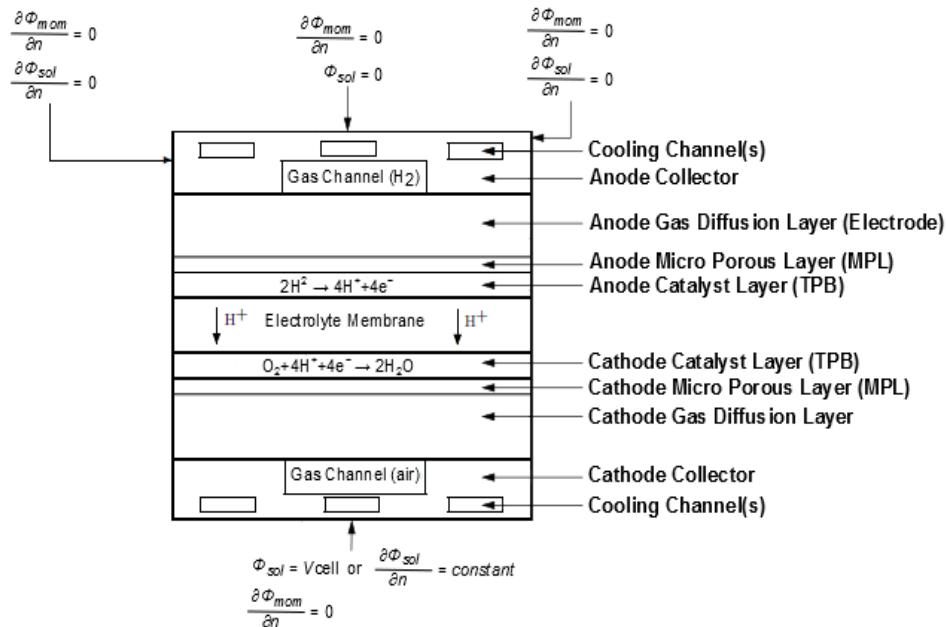 ∂Φmom/∂n = 0
∂Φsol/∂n = 0
∂Φmom/∂n = 0
Φsol = 0
∂Φmom/∂n = 0
∂Φsol/∂n = 0
Cooling Channel(s)
Gas Channel (H2)
Anode Collector
Anode Gas Diffusion Layer (Electrode)
Anode Micro Porous Layer (MPL)
2H² → 4H⁺+4e⁻
Anode Catalyst Layer (TPB)
H⁺ Electrolyte Membrane H⁺
O₂+4H⁺+4e⁻ → 2H₂O
Cathode Catalyst Layer (TPB)
Cathode Micro Porous Layer (MPL)
Cathode Gas Diffusion Layer
Gas Channel (air)
Cathode Collector
Cooling Channel(s)
Φsol = Vcell or ∂Φsol/∂n = constant
∂Φmom/∂n = 0